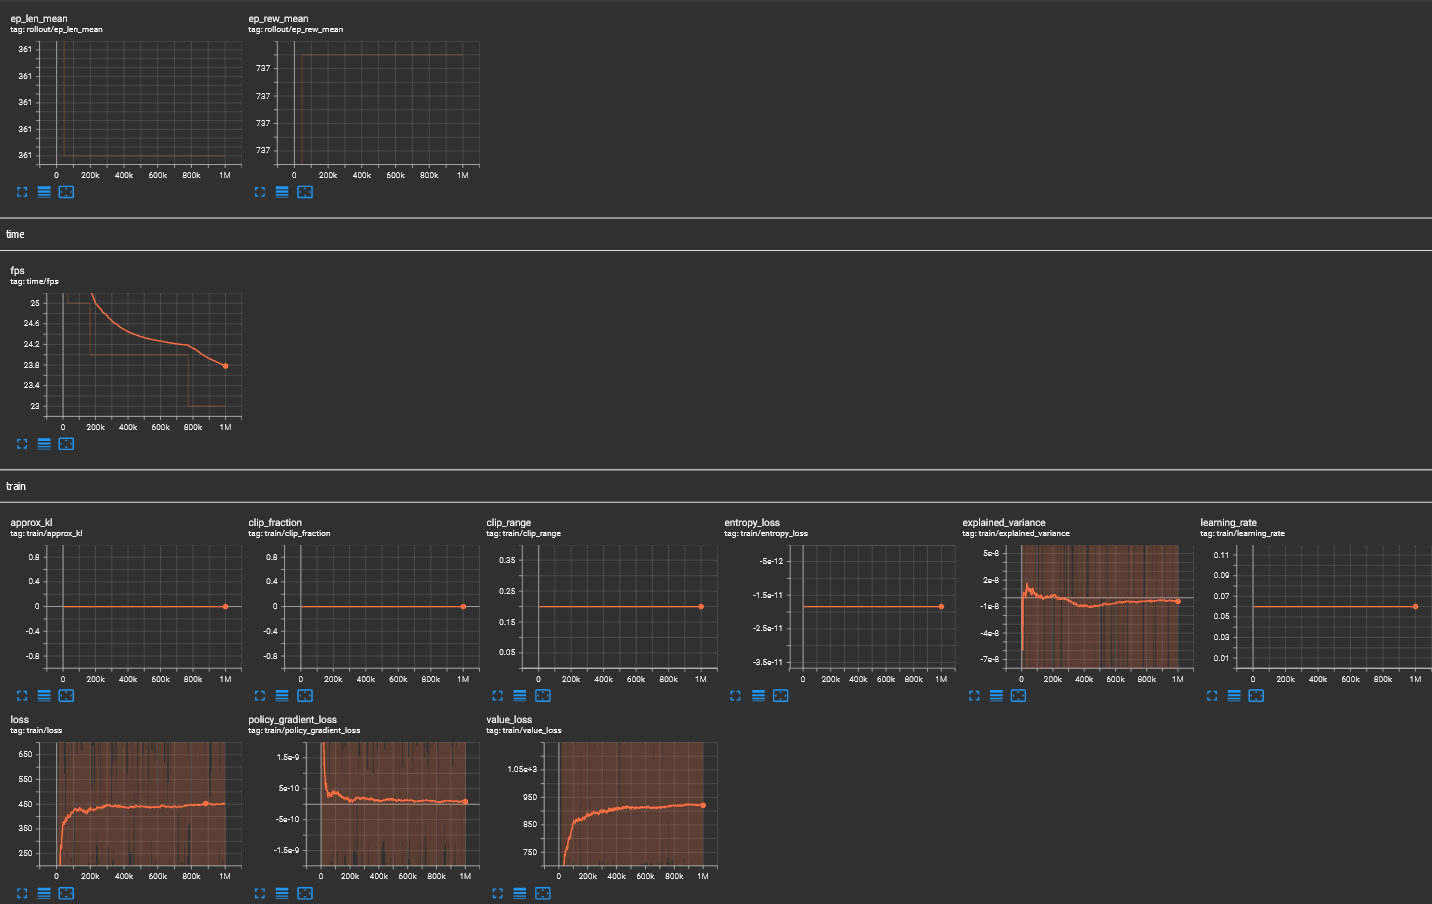 ep_len_mean
tag: rollout/ep_len_mean
361
361
361
361
361
0 200k 400k 600k 800k 1M
ep_rew_mean
tag: rollout/ep_rew_mean
737
737
737
737
0 200k 400k 600k 800k 1M
time
fps
tag: time/fps
25
24.6
24.2
23.8
23.4
23
0 200k 400k 600k 800k 1M
train
approx_kl
tag: train/approx_kl
0.8
0.4
0
-0.4
-0.8
0 200k 400k 600k 800k 1M
clip_fraction
tag: train/clip_fraction
0.8
0.4
0
-0.4
-0.8
0 200k 400k 600k 800k 1M
clip_range
tag: train/clip_range
0.35
0.25
0.15
0.05
0 200k 400k 600k 800k 1M
entropy_loss
tag: train/entropy_loss
-5e-12
-1.5e-11
-2.5e-11
-3.5e-11
0 200k 400k 600k 800k 1M
explained_variance
tag: train/explained_variance
5e-8
2e-8
-1e-8
-4e-8
-7e-8
0 200k 400k 600k 800k 1M
learning_rate
tag: train/learning_rate
0.11
0.09
0.07
0.05
0.03
0.01
0 200k 400k 600k 800k 1M
loss
tag: train/loss
650
550
450
350
250
0 200k 400k 600k 800k 1M
policy_gradient_loss
tag: train/policy_gradient_loss
1.5e-9
5e-10
-5e-10
-1.5e-9
0 200k 400k 600k 800k 1M
value_loss
tag: train/value_loss
1.05e+3
950
850
750
0 200k 400k 600k 800k 1M